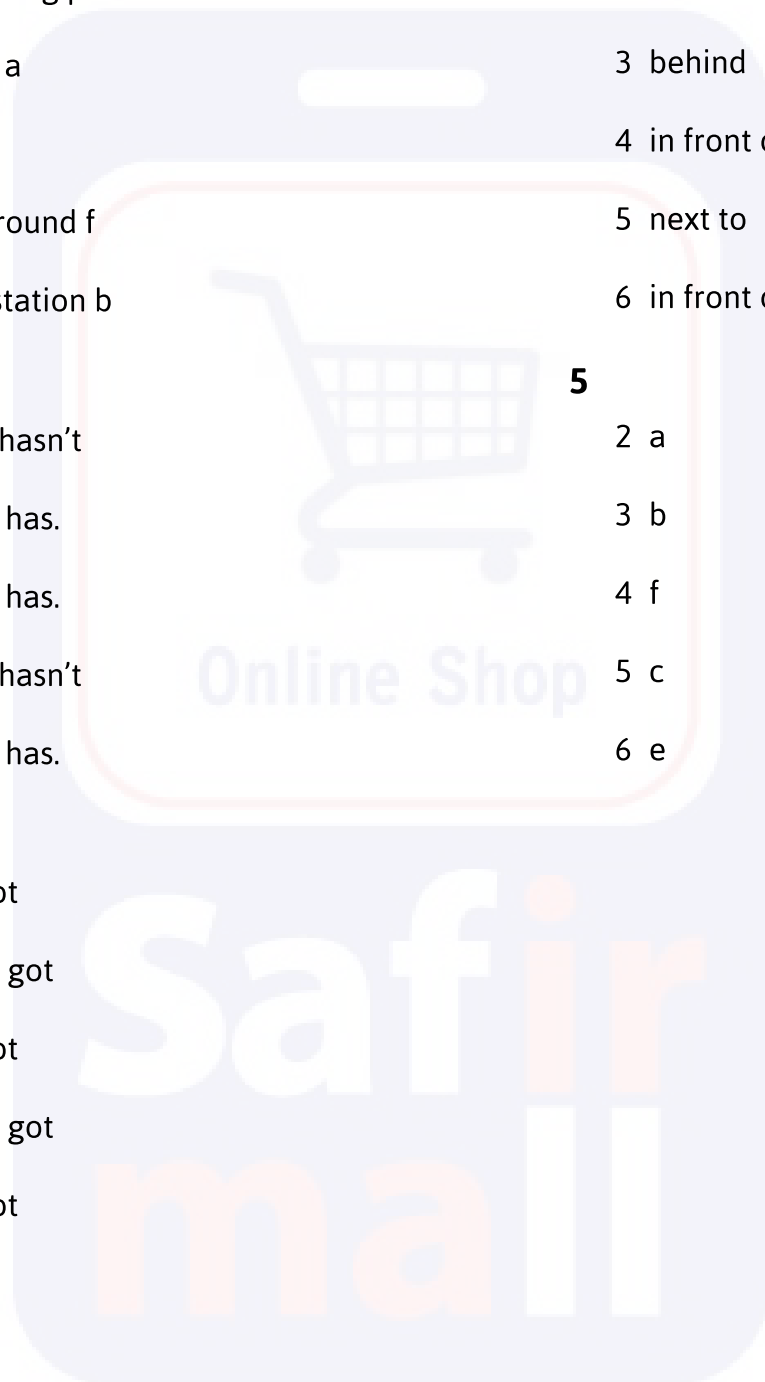 a
round f
station b
hasn't
has.
has.
hasn't
has.
got
got
3 behind
4 in front
5 next to
6 in front
5
2 a
3 b
4 f
5 c
6 e
Online Shop
Safir
mall